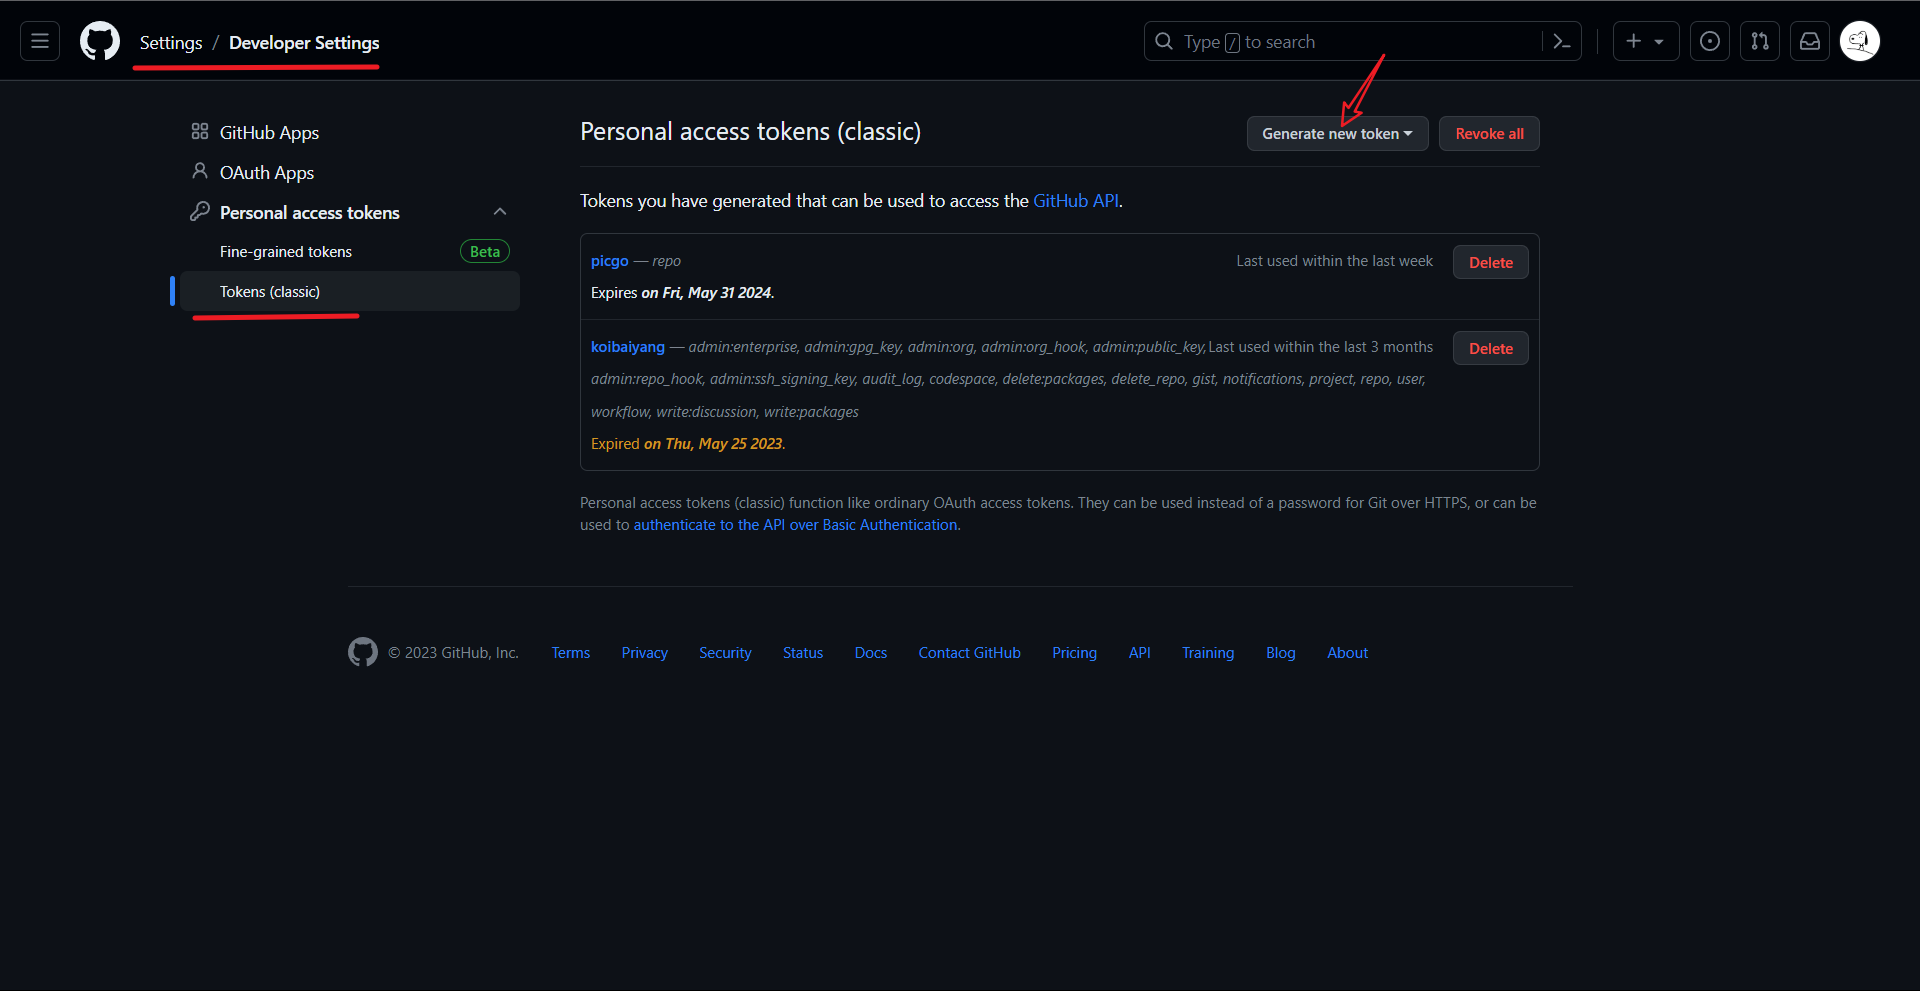 Settings / Developer Settings
Type / to search
GitHub Apps
OAuth Apps
Personal access tokens
Fine-grained tokens Beta
Tokens (classic)
Personal access tokens (classic)
Generate new token
Revoke all
Tokens you have generated that can be used to access the GitHub API.
picgo — repo Last used within the last week Delete
Expires on Fri, May 31 2024.
koibaiyang — admin:enterprise, admin:gpg_key, admin:org, admin:org_hook, admin:public_key, Last used within the last 3 months Delete
admin:repo_hook, admin:ssh_signing_key, audit_log, codespace, delete:packages, delete_repo, gist, notifications, project, repo, user,
workflow, write:discussion, write:packages
Expired on Thu, May 25 2023.
Personal access tokens (classic) function like ordinary OAuth access tokens. They can be used instead of a password for Git over HTTPS, or can be
used to authenticate to the API over Basic Authentication.
© 2023 GitHub, Inc. Terms Privacy Security Status Docs Contact GitHub Pricing API Training Blog About